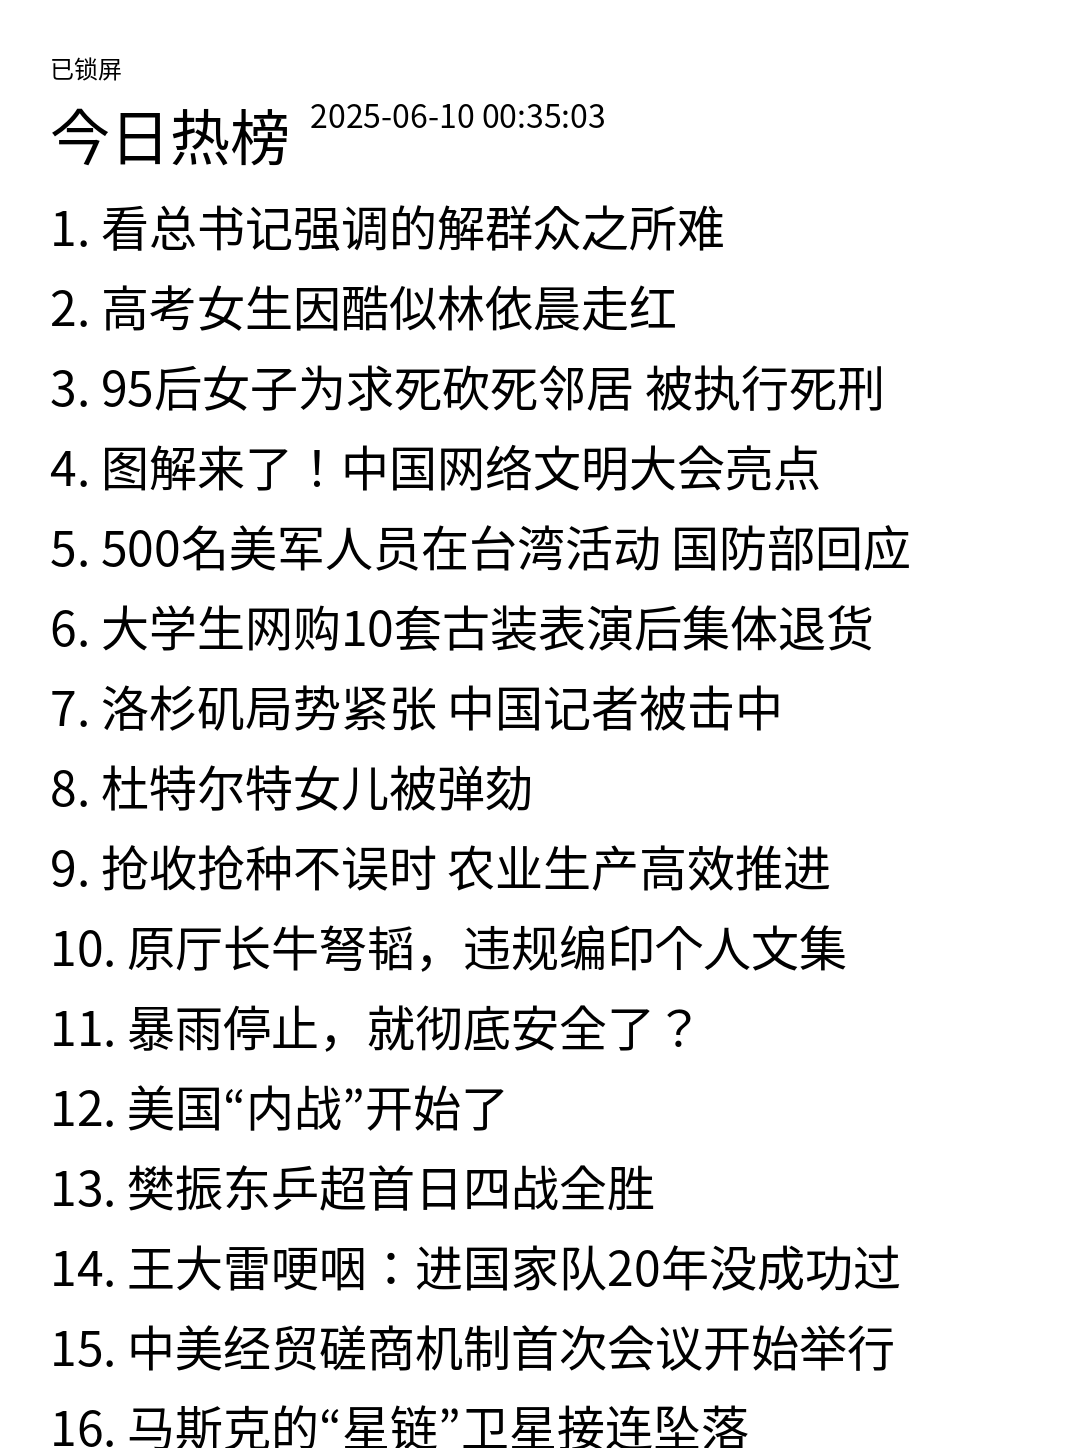 已锁屏
今日热榜 2025-06-10 00:35:03
1. 看总书记强调的解群众之所难
2. 高考女生因酷似林依晨走红
3. 95后女子为求死砍死邻居 被执行死刑
4. 图解来了！中国网络文明大会亮点
5. 500名美军人员在台湾活动 国防部回应
6. 大学生网购10套古装表演后集体退货
7. 洛杉矶局势紧张 中国记者被击中
8. 杜特尔特女儿被弹劾
9. 抢收抢种不误时 农业生产高效推进
10. 原厅长牛弩韬，违规编印个人文集
11. 暴雨停止，就彻底安全了？
12. 美国“内战”开始了
13. 樊振东乒超首日四战全胜
14. 王大雷哽咽：进国家队20年没成功过
15. 中美经贸磋商机制首次会议开始举行
16. 马斯克的“星链”卫星接连坠落